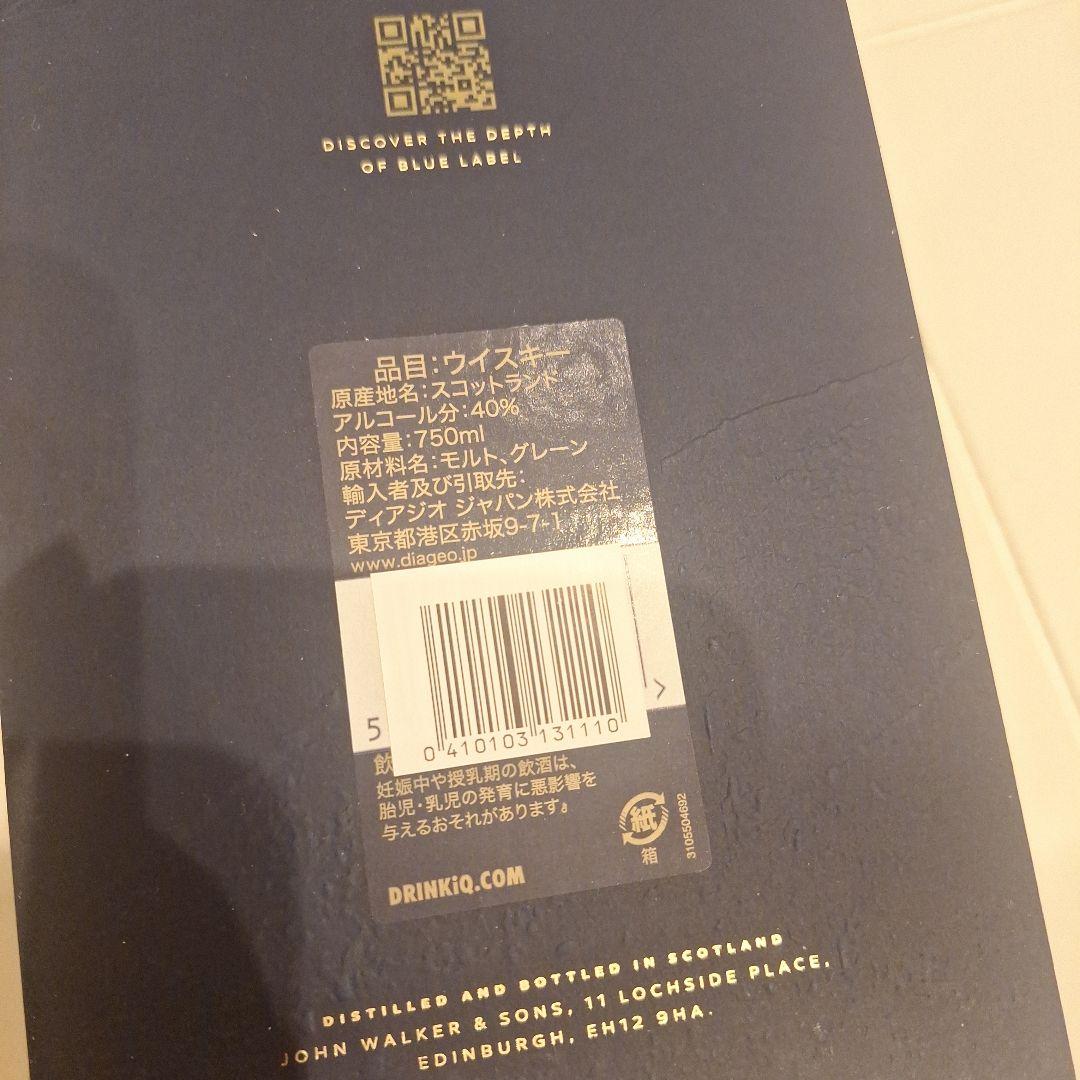 DISCOVER THE DEPTH
OF BLUE LABEL
品目:ウイスキー
原産地名:スコットランド
アルコール分:40%
内容量:750ml
原材料名:モルト、グレーン
輸入者及び引取先:
ディアジオ ジャパン株式会社
東京都港区赤坂9-7-1
www.diageo.jp
5 >
0 410103 131110
飲
妊娠中や授乳期の飲酒は、
胎児・乳児の発育に悪影響を
与えるおそれがあります。
紙
箱
3105504692
DRINKiQ.COM
DISTILLED AND BOTTLED IN SCOTLAND
JOHN WALKER & SONS, 11 LOCHSIDE PLACE,
EDINBURGH, EH12 9HA.